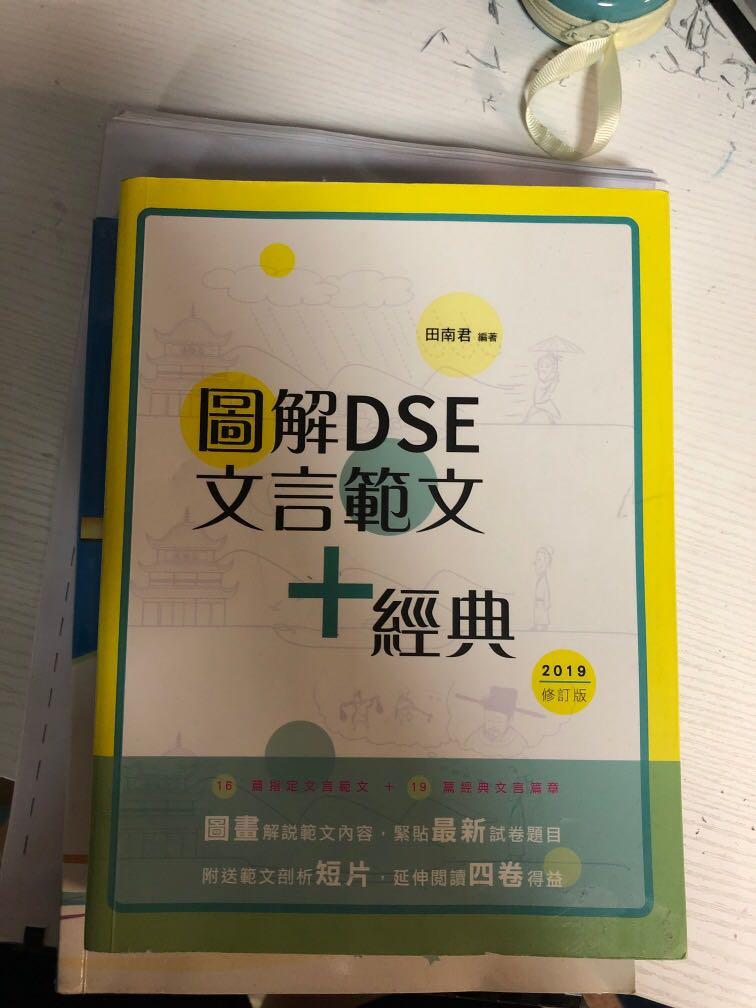 田南君 編著
圖解DSE
文言範文
+經典
2019
修訂版
16 篇指定文言範文 + 19 篇經典文言篇章
圖畫解說範文內容，緊貼最新試卷題目
附送範文剖析短片，延伸閱讀四卷得益